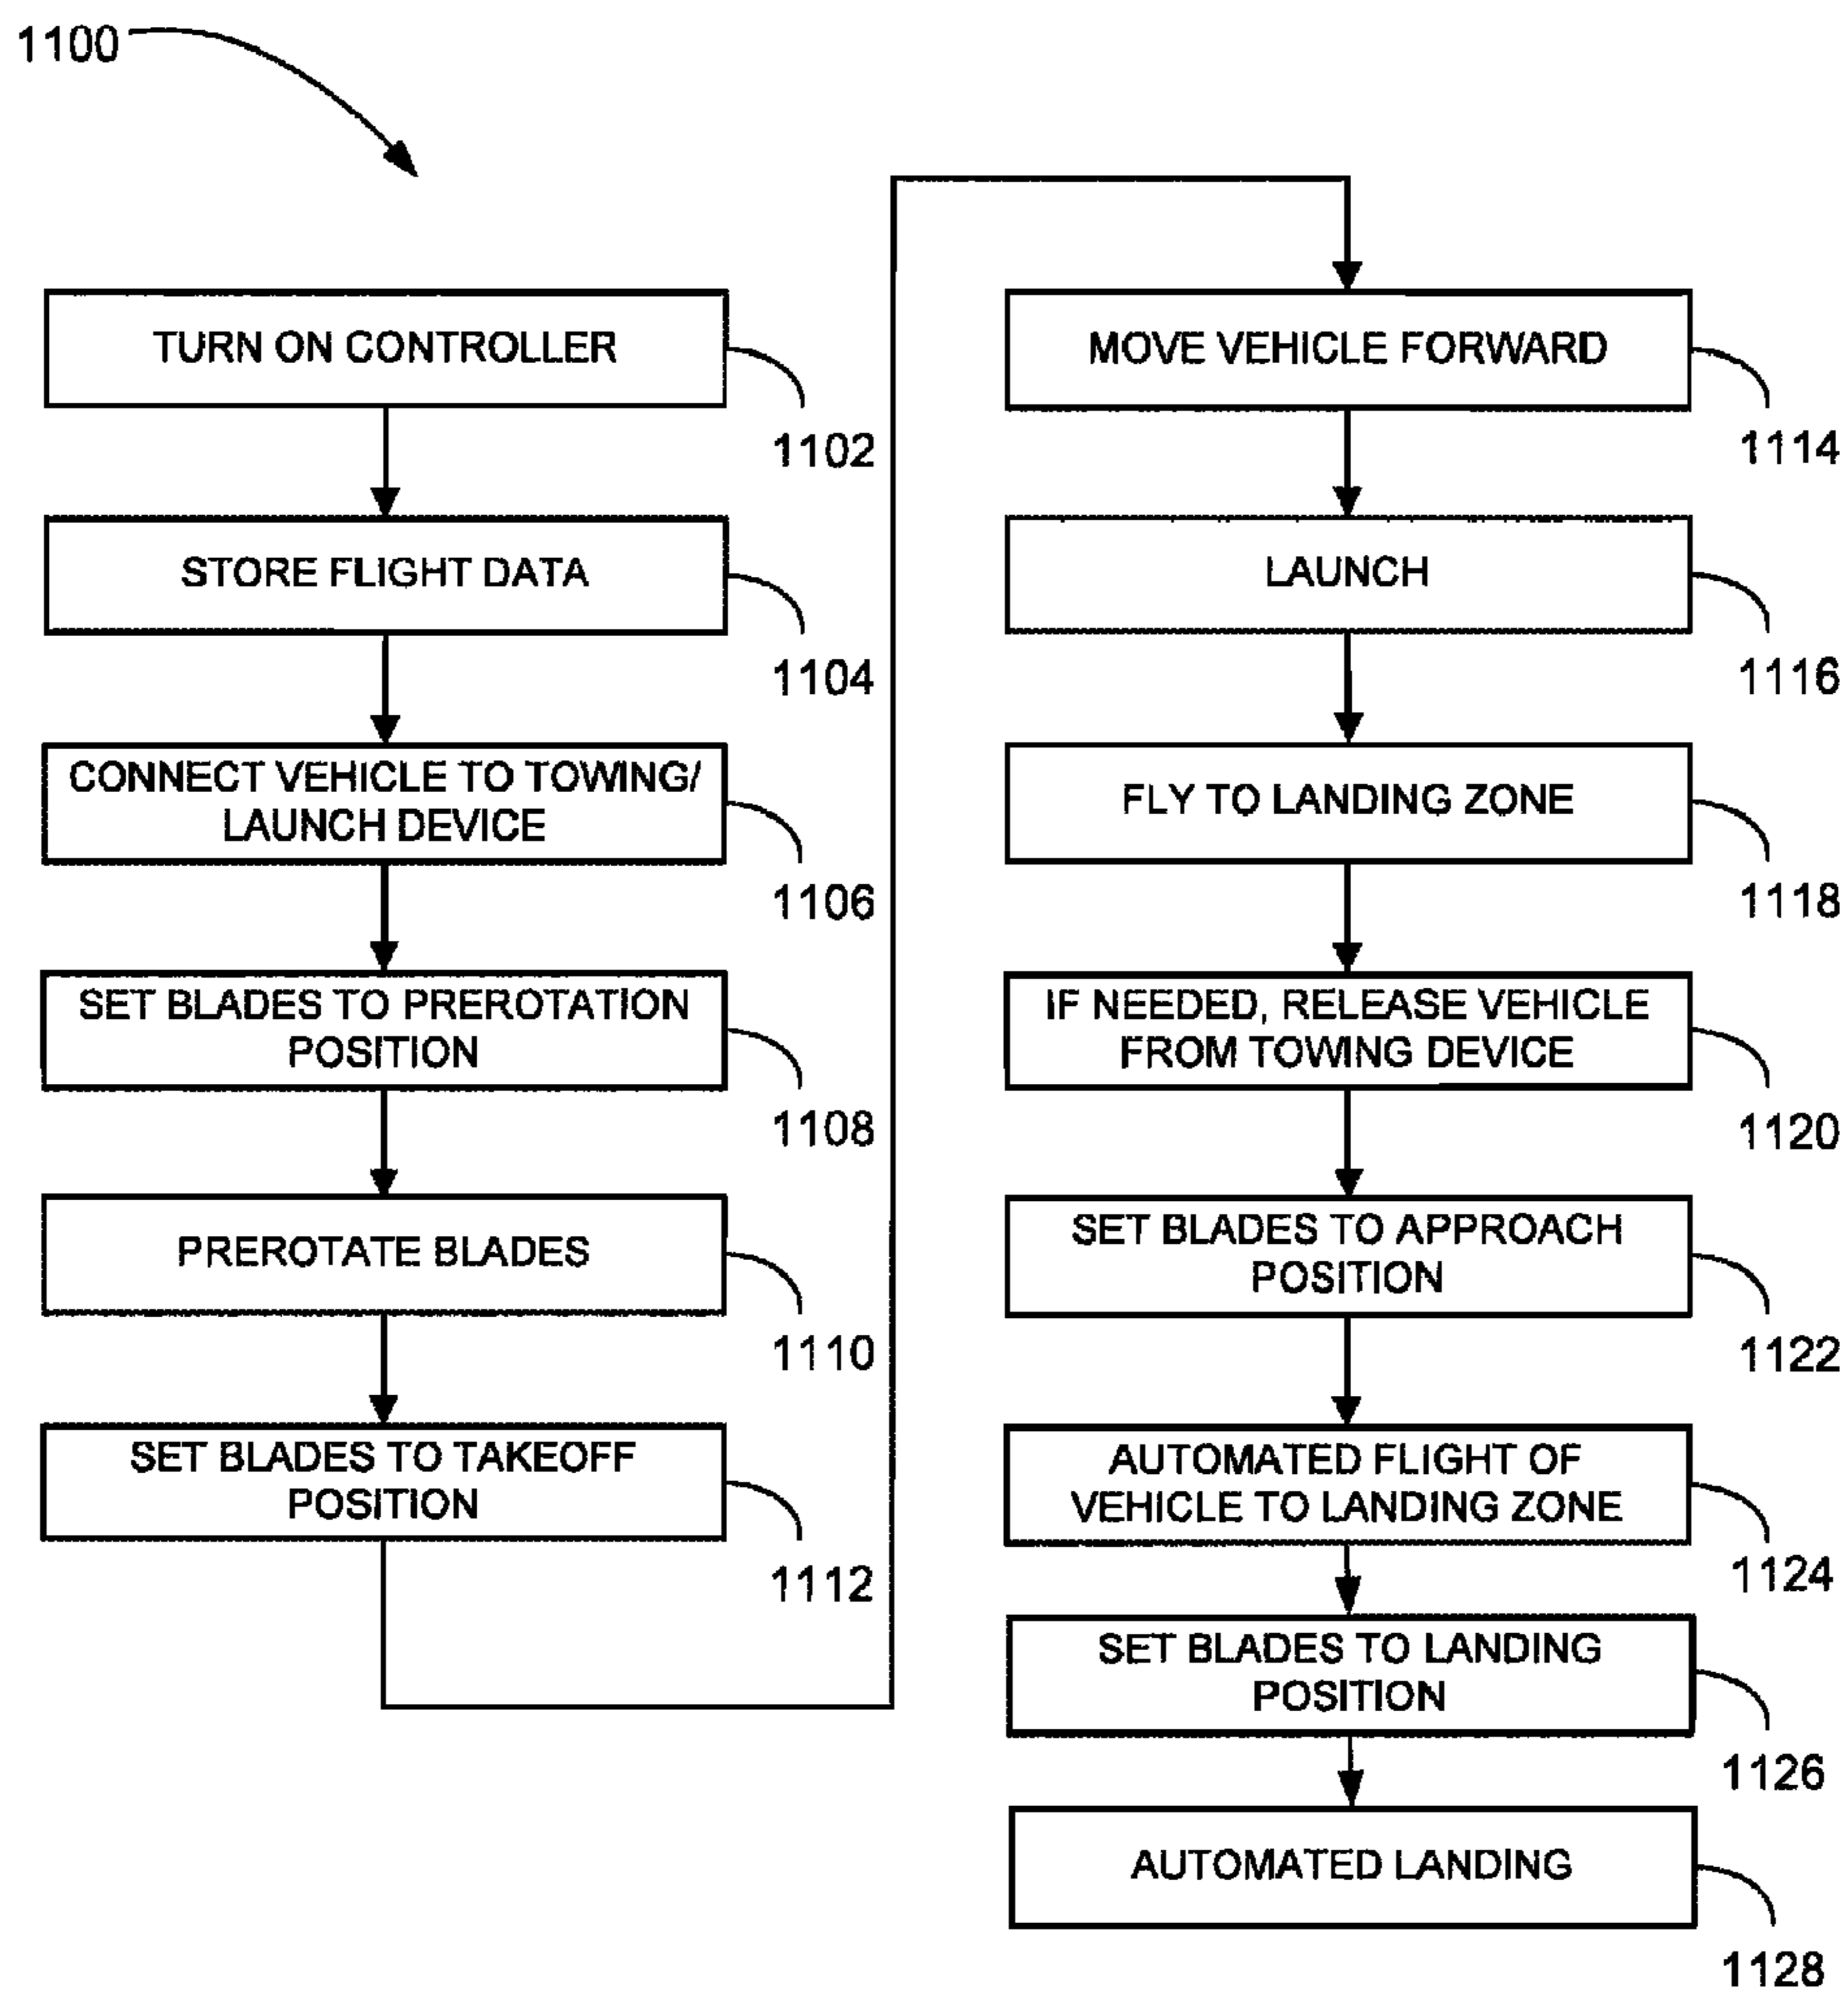 1100
TURN ON CONTROLLER
1102
STORE FLIGHT DATA
1104
CONNECT VEHICLE TO TOWING/
LAUNCH DEVICE
1106
SET BLADES TO PREROTATION
POSITION
1108
PREROTATE BLADES
1110
SET BLADES TO TAKEOFF
POSITION
1112
MOVE VEHICLE FORWARD
1114
LAUNCH
1116
FLY TO LANDING ZONE
1118
IF NEEDED, RELEASE VEHICLE
FROM TOWING DEVICE
1120
SET BLADES TO APPROACH
POSITION
1122
AUTOMATED FLIGHT OF
VEHICLE TO LANDING ZONE
1124
SET BLADES TO LANDING
POSITION
1126
AUTOMATED LANDING
1128